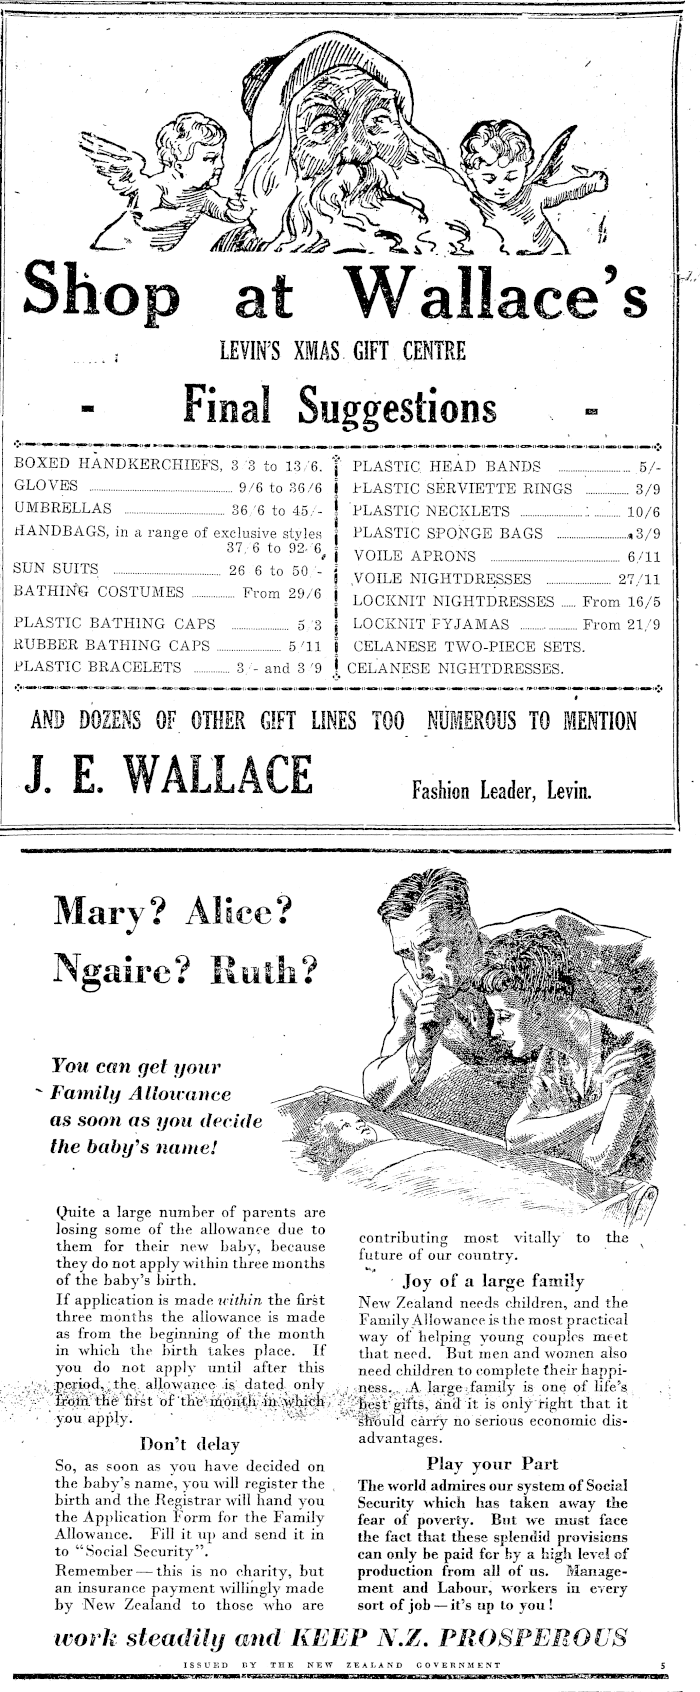 Shop at Wallace's
LEVIN'S XMAS GIFT CENTRE
- Final Suggestions -
BOXED HANDKERCHIEFS, 3/3 to 13/6.
GLOVES ........ 9/6 to 36/6
UMBRELLAS ........ 36/6 to 45/-
HANDBAGS, in a range of exclusive styles
37/6 to 92/6
SUN SUITS ........ 26/6 to 50/-
BATHING COSTUMES ........ From 29/6
PLASTIC BATHING CAPS ........ 5/3
RUBBER BATHING CAPS ........ 5/11
PLASTIC BRACELETS ........ 3/- and 3/9
PLASTIC HEAD BANDS ........ 5/-
PLASTIC SERVIETTE RINGS ........ 3/9
PLASTIC NECKLETS ........ 10/6
PLASTIC SPONGE BAGS ........ 3/9
VOILE APRONS ........ 6/11
VOILE NIGHTDRESSES ........ 27/11
LOCKNIT NIGHTDRESSES ..... From 16/5
LOCKNIT PYJAMAS ........ From 21/9
CELANESE TWO-PIECE SETS.
CELANESE NIGHTDRESSES.
AND DOZENS OF OTHER GIFT LINES TOO NUMEROUS TO MENTION
J. E. WALLACE
Fashion Leader, Levin.
Mary? Alice?
Ngaire? Ruth?
You can get your
Family Allowance
as soon as you decide
the baby's name!
Quite a large number of parents are
losing some of the allowance due to
them for their new baby, because
they do not apply within three months
of the baby's birth.
If application is made within the first
three months the allowance is made
as from the beginning of the month
in which the birth takes place. If
you do not apply until after this
period, the allowance is dated only
from the first of the month in which
you apply.
Don't delay
So, as soon as you have decided on
the baby's name, you will register the
birth and the Registrar will hand you
the Application Form for the Family
Allowance. Fill it up and send it in
to "Social Security".
Remember—this is no charity, but
an insurance payment willingly made
by New Zealand to those who are
contributing most vitally to the
future of our country.
Joy of a large family
New Zealand needs children, and the
Family Allowance is the most practical
way of helping young couples meet
that need. But men and women also
need children to complete their happi-
ness. A large family is one of life's
best gifts, and it is only right that it
should carry no serious economic dis-
advantages.
Play your Part
The world admires our system of Social
Security which has taken away the
fear of poverty. But we must face
the fact that these splendid provisions
can only be paid for by a high level of
production from all of us. Manage-
ment and Labour, workers in every
sort of job—it's up to you!
work steadily and KEEP N.Z. PROSPEROUS
ISSUED BY THE NEW ZEALAND GOVERNMENT
5